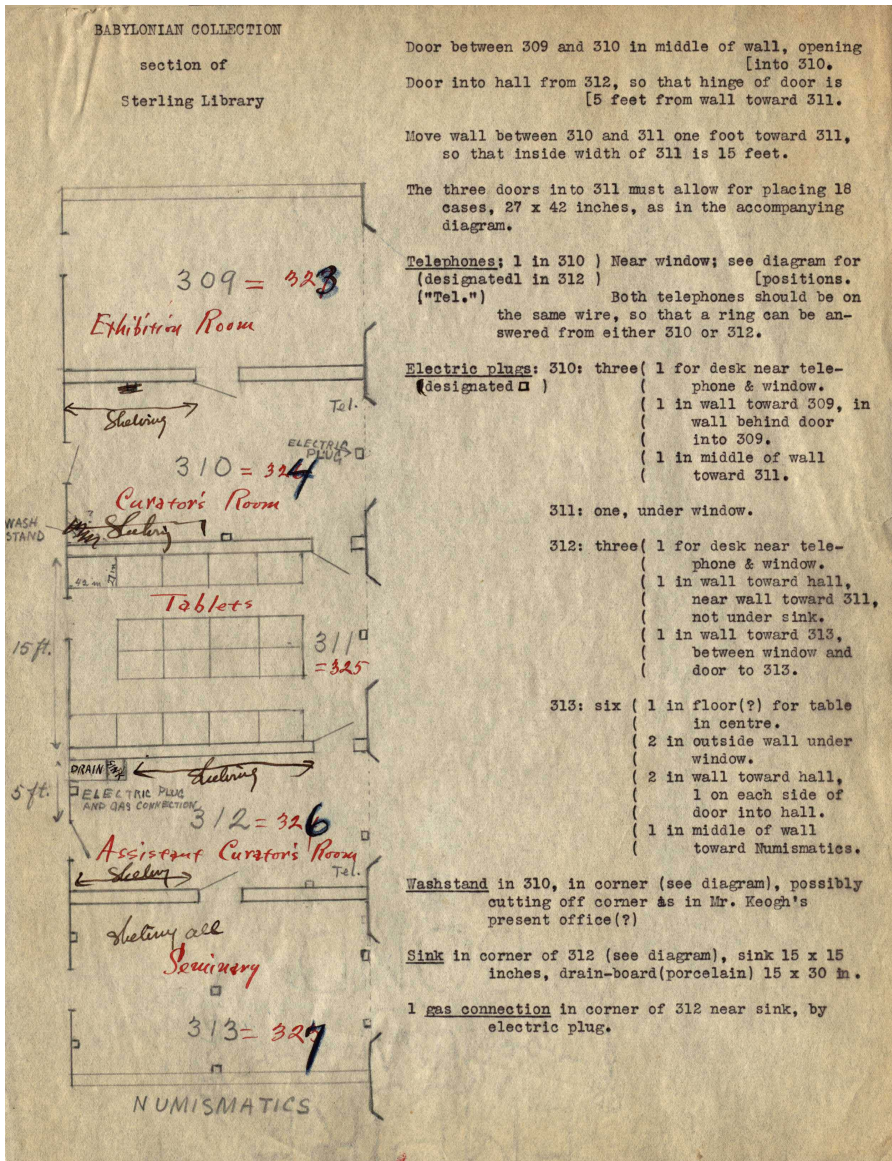 BABYLONIAN COLLECTION
section of
Sterling Library
Door between 309 and 310 in middle of wall, opening
[into 310.
Door into hall from 312, so that hinge of door is
[5 feet from wall toward 311.
Move wall between 310 and 311 one foot toward 311,
so that inside width of 311 is 15 feet.
The three doors into 311 must allow for placing 18
cases, 27 x 42 inches, as in the accompanying
diagram.
Telephones; 1 in 310 ) Near window; see diagram for
(designated1 in 312 ) [positions.
("Tel.") Both telephones should be on
the same wire, so that a ring can be an-
swered from either 310 or 312.
Electric plugs: 310: three( 1 for desk near tele-
(designated □ ) ( phone & window.
( 1 in wall toward 309, in
( wall behind door
( into 309.
( 1 in middle of wall
( toward 311.
311: one, under window.
312: three( 1 for desk near tele-
( phone & window.
( 1 in wall toward hall,
( near wall toward 311,
( not under sink.
( 1 in wall toward 313,
( between window and
( door to 313.
313: six ( 1 in floor(?) for table
( in centre.
( 2 in outside wall under
( window.
( 2 in wall toward hall,
( 1 on each side of
( door into hall.
( 1 in middle of wall
( toward Numismatics.
Washstand in 310, in corner (see diagram), possibly
cutting off corner as in Mr. Keogh's
present office(?)
Sink in corner of 312 (see diagram), sink 15 x 15
inches, drain-board(porcelain) 15 x 30 in.
1 gas connection in corner of 312 near sink, by
electric plug.
309 = 323
Exhibition Room
Shelving
Tel.
ELECTRIC
PLUG
310 = 324
Curator's Room
WASH
STAND
Shelving
42 in
27 in
Tablets
15 ft.
311
= 325
DRAIN
Shelving
5 ft.
ELECTRIC PLUG
AND GAS CONNECTION
312 = 326
Assistant Curator's Room
Shelving
Tel.
Shelving all
Seminary
313 = 327
NUMISMATICS